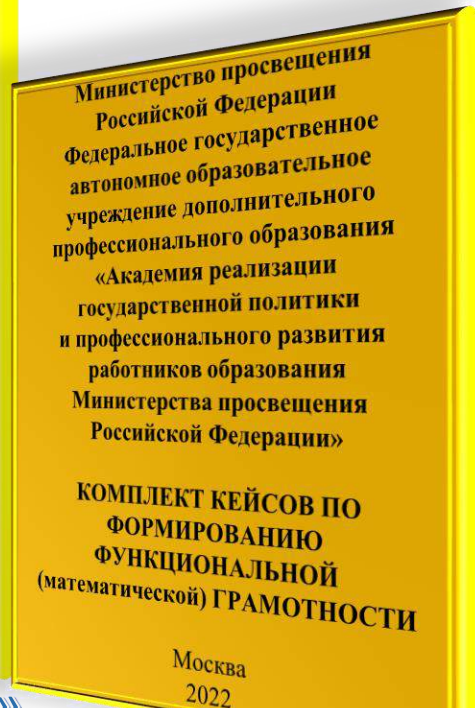 Министерство просвещения
Российской Федерации
Федеральное государственное
автономное образовательное
учреждение дополнительного
профессионального образования
«Академия реализации
государственной политики
и профессионального развития
работников образования
Министерства просвещения
Российской Федерации»
КОМПЛЕКТ КЕЙСОВ ПО
ФОРМИРОВАНИЮ
ФУНКЦИОНАЛЬНОЙ
(математической) ГРАМОТНОСТИ
Москва
2022